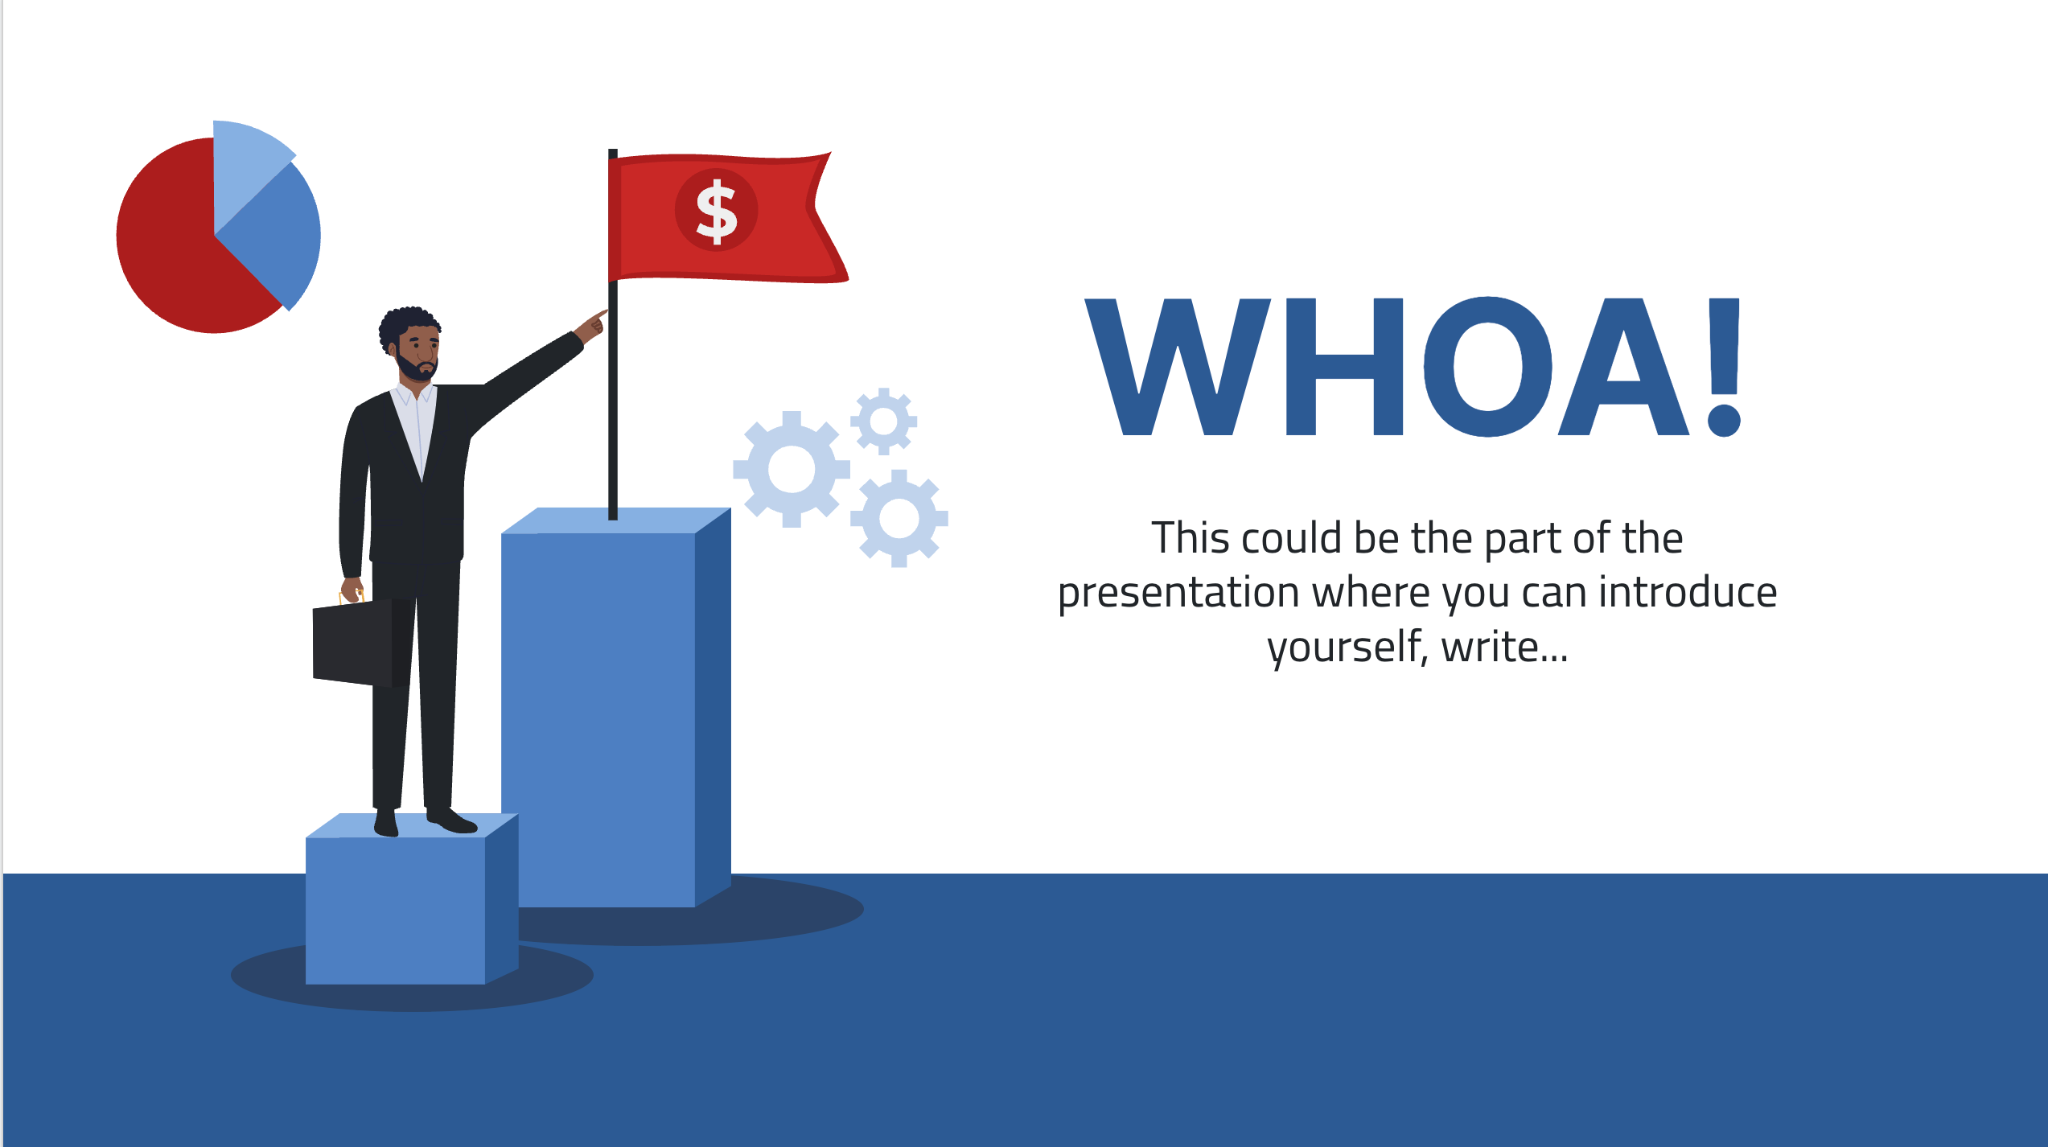 $
WHOA!
This could be the part of the
presentation where you can introduce
yourself, write...